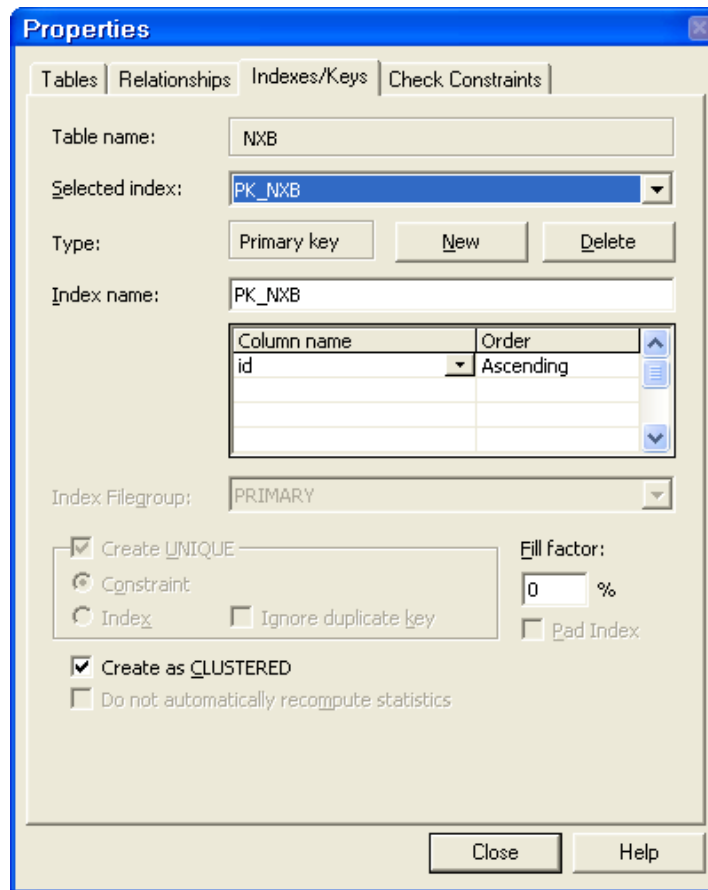 Properties
Tables Relationships Indexes/Keys Check Constraints
Table name: NXB
Selected index: PK_NXB
Type: Primary key New Delete
Index name: PK_NXB
Column name Order
id Ascending
Index Filegroup: PRIMARY
Create UNIQUE Fill factor:
Constraint 0 %
Index Ignore duplicate key Pad Index
Create as CLUSTERED
Do not automatically recompute statistics
Close Help